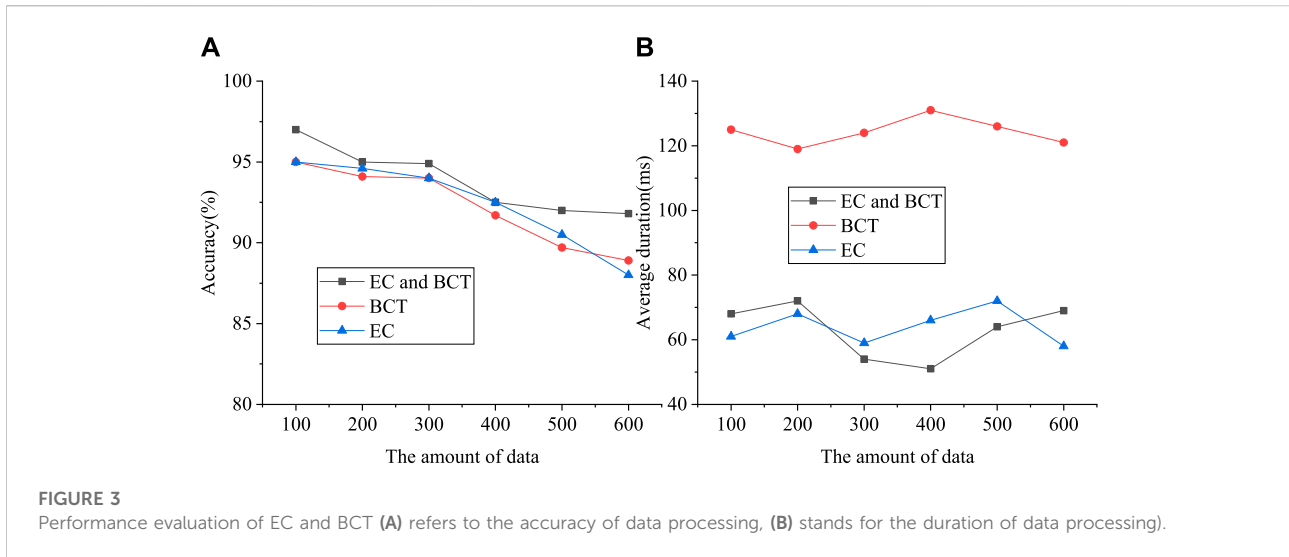 A
100
95
90
85
80
Accuracy(%)
EC and BCT
BCT
EC
100 200 300 400 500 600
The amount of data
B
140
120
100
80
60
40
Average duration(ms)
EC and BCT
BCT
EC
100 200 300 400 500 600
The amount of data
FIGURE 3
Performance evaluation of EC and BCT (A) refers to the accuracy of data processing, (B) stands for the duration of data processing).